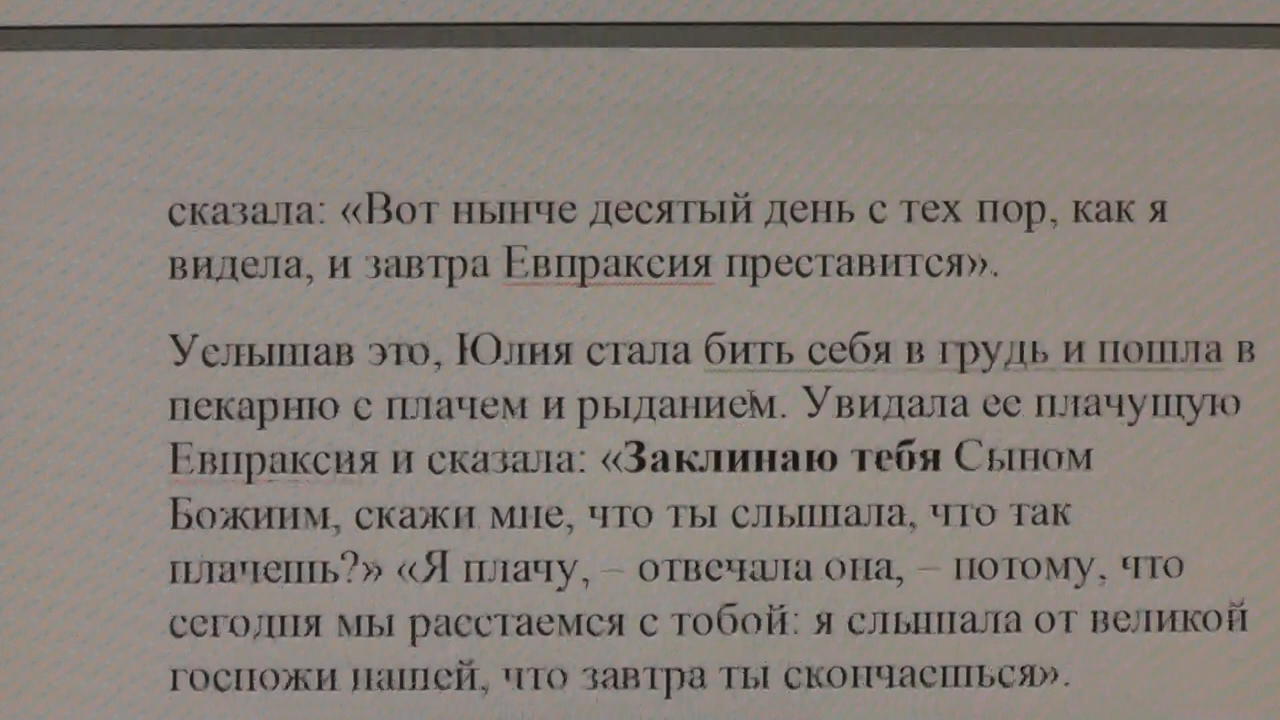 сказала: «Вот нынче десятый день с тех пор, как я
видела, и завтра Евпраксия преставится».
Услышав это, Юлия стала бить себя в грудь и пошла в
пекарню с плачем и рыданием. Увидала ее плачущую
Евпраксия и сказала: «Заклинаю тебя Сыном
Божиим, скажи мне, что ты слышала, что так
плачешь?» «Я плачу, – отвечала она, – потому, что
сегодня мы расстаемся с тобой: я слышала от великой
госпожи нашей, что завтра ты скончаешься».